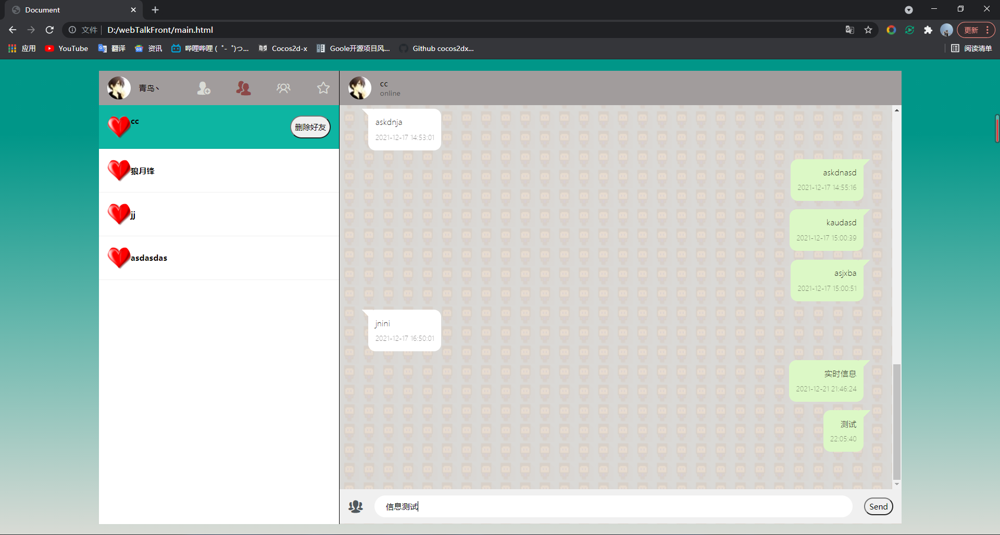 Document
文件 | D:/webTalkFront/main.html
更新
应用
YouTube
翻译
资讯
哔哩哔哩 ( ゜- ゜)つ...
Cocos2d-x
Goole开源项目风...
Github cocos2dx...
阅读清单
青鸟丶
cc
删除好友
狼月锋
jj
asdasdas
cc
online
askdnja
2021-12-17 14:53:01
askdnasd
2021-12-17 14:55:16
kaudasd
2021-12-17 15:00:39
asjxba
2021-12-17 15:00:51
jnini
2021-12-17 16:50:01
实时信息
2021-12-21 21:46:24
测试
22:05:40
信息测试
Send